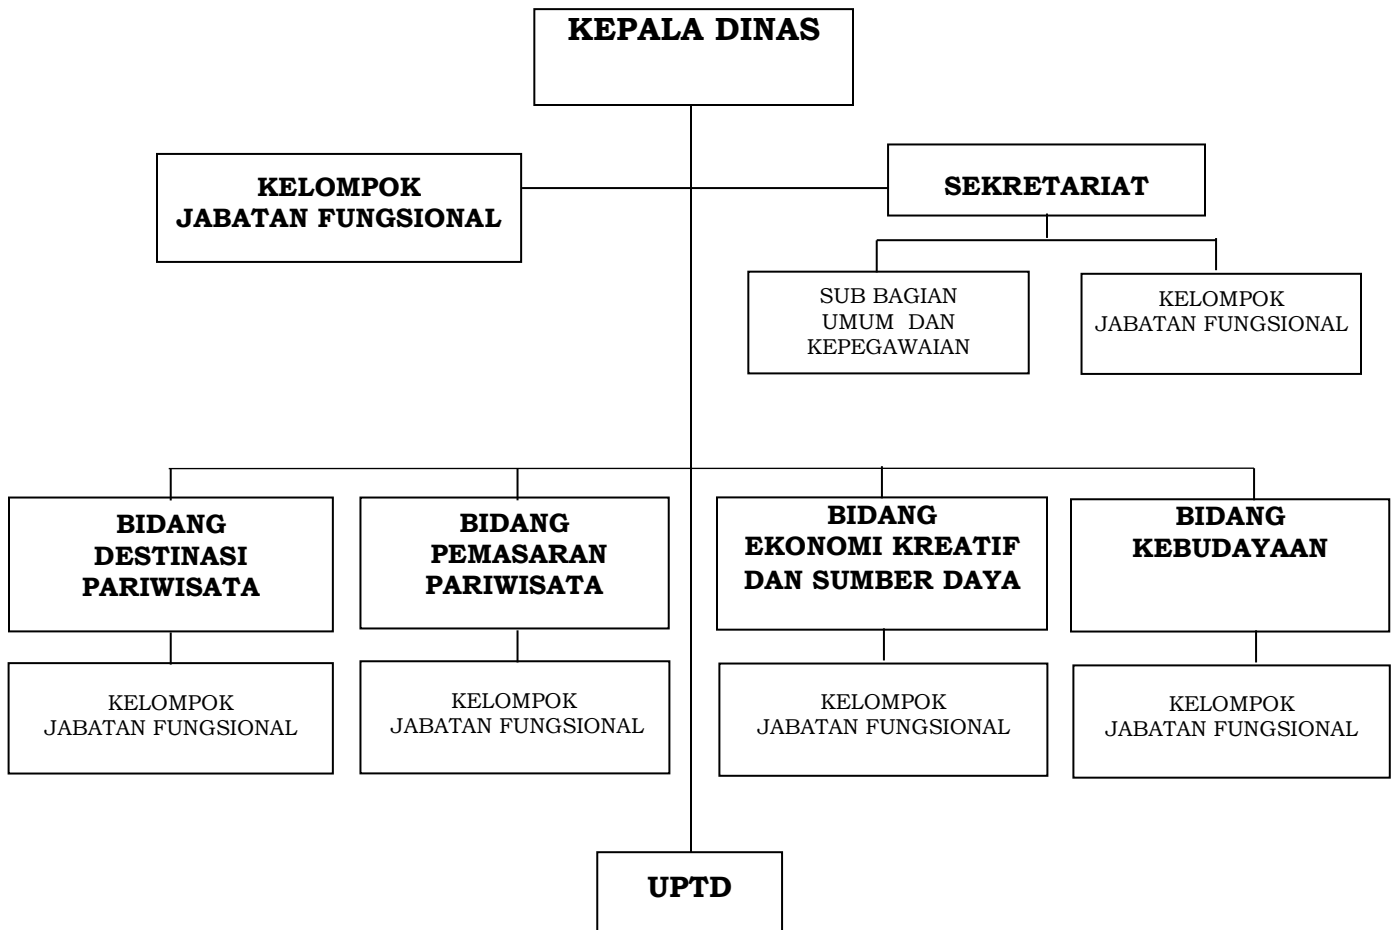 KEPALA DINAS
KELOMPOK
JABATAN FUNGSIONAL
SEKRETARIAT
SUB BAGIAN
UMUM DAN
KEPEGAWAIAN
KELOMPOK
JABATAN FUNGSIONAL
BIDANG
DESTINASI
PARIWISATA
BIDANG
PEMASARAN
PARIWISATA
BIDANG
EKONOMI KREATIF
DAN SUMBER DAYA
BIDANG
KEBUDAYAAN
KELOMPOK
JABATAN FUNGSIONAL
KELOMPOK
JABATAN FUNGSIONAL
KELOMPOK
JABATAN FUNGSIONAL
KELOMPOK
JABATAN FUNGSIONAL
UPTD